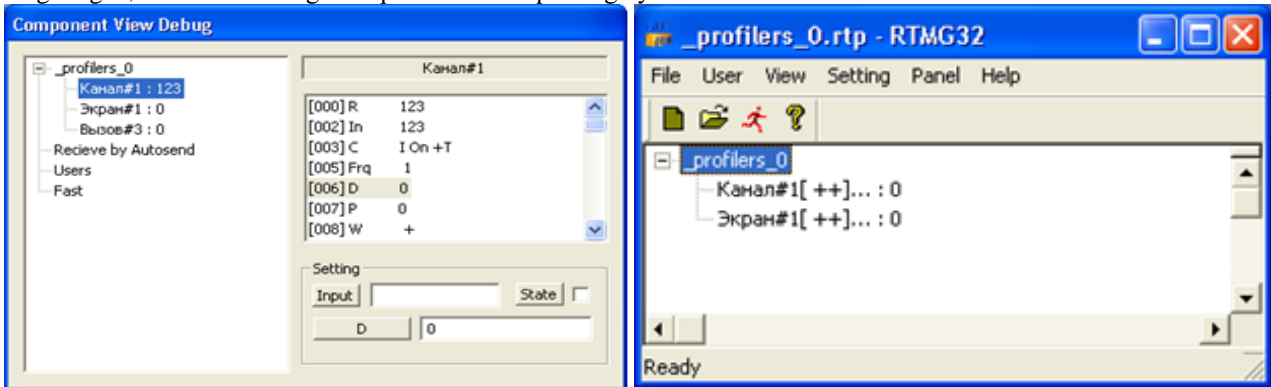 Component View Debug
_profilers_0
Канал#1 : 123
Экран#1 : 0
Вызов#3 : 0
Recieve by Autosend
Users
Fast
Канал#1
[000] R 123
[002] In 123
[003] C I On +T
[005] Frq 1
[006] D 0
[007] P 0
[008] W +
Setting
Input State
D 0
_profilers_0.rtp - RTMG32
File User View Setting Panel Help
_profilers_0
Канал#1[ ++]... : 0
Экран#1[ ++]... : 0
Ready